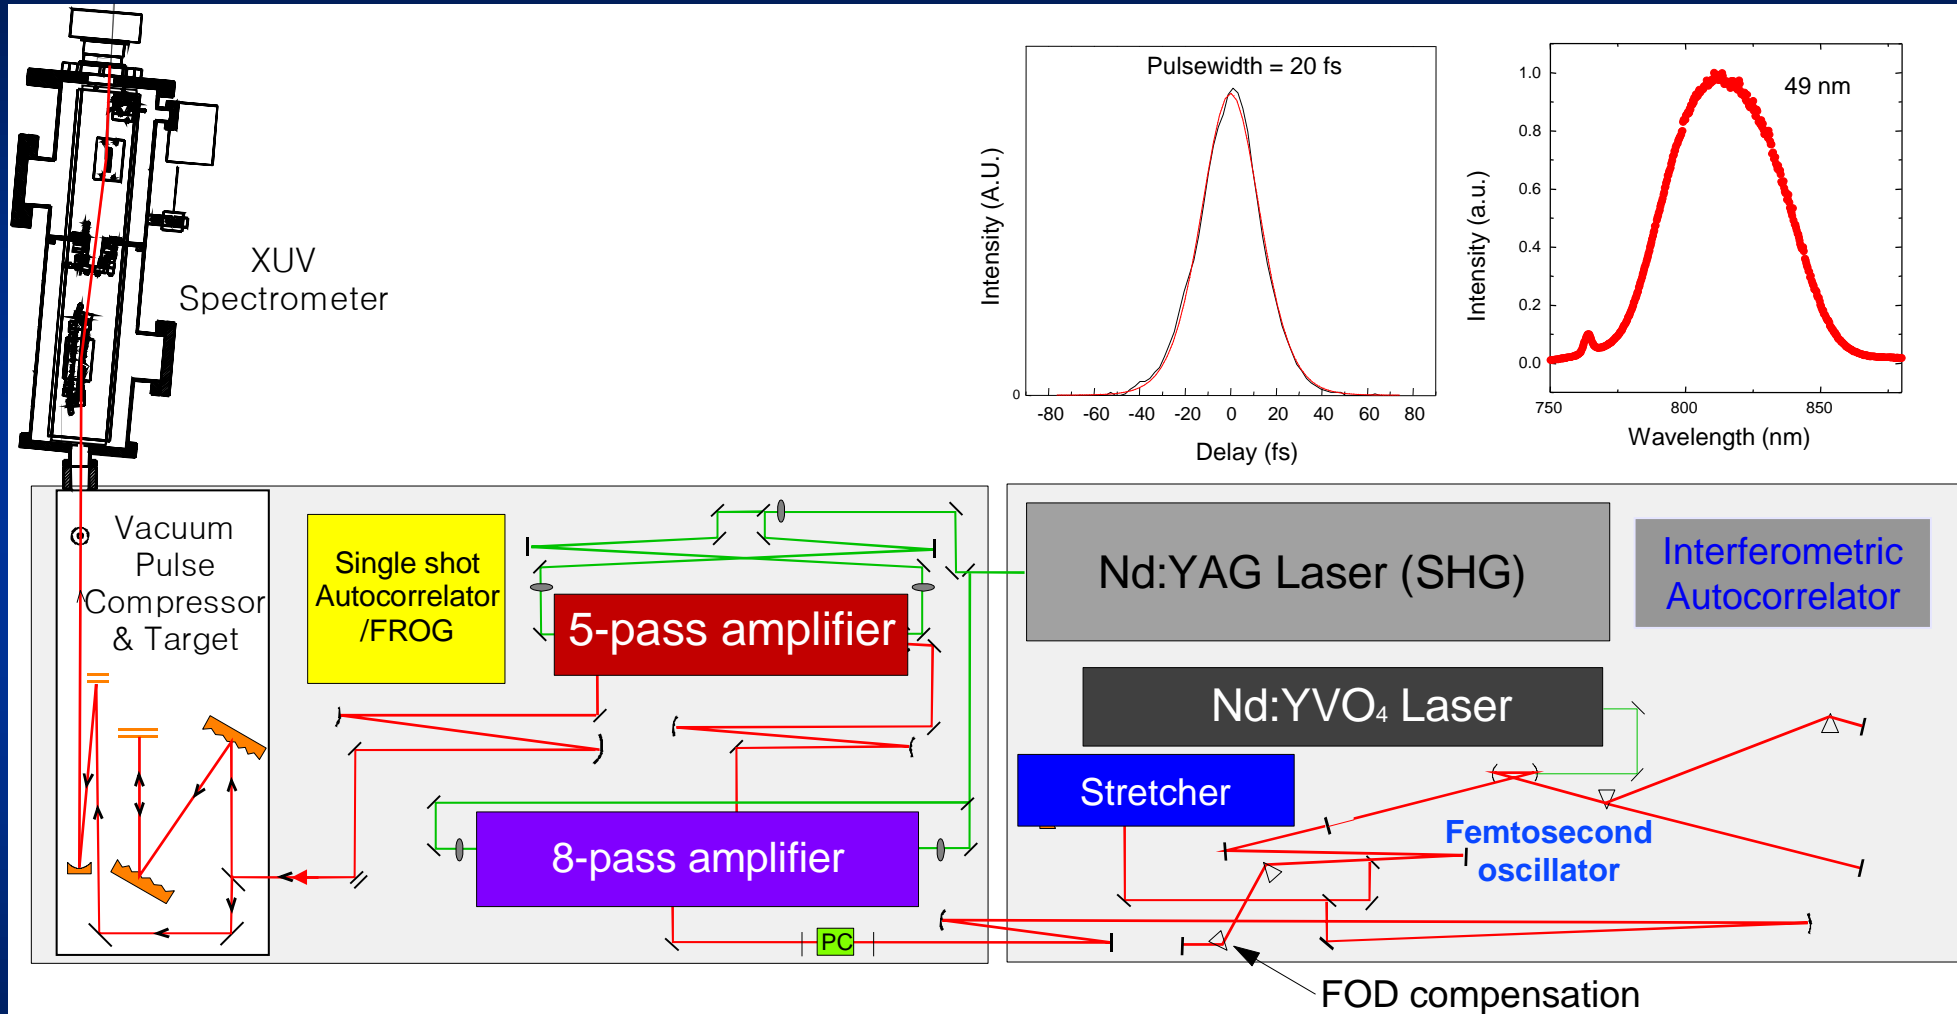 Pulsewidth = 20 fs
Intensity (A.U.)
0
-80 -60 -40 -20 0 20 40 60 80
Delay (fs)
49 nm
Intensity (a.u.)
1.0
0.8
0.6
0.4
0.2
0.0
750 800 850
Wavelength (nm)
XUV
Spectrometer
Vacuum
Pulse
Compressor
& Target
Single shot
Autocorrelator
/FROG
5-pass amplifier
8-pass amplifier
PC
Nd:YAG Laser (SHG)
Interferometric
Autocorrelator
Nd:YVO₄ Laser
Stretcher
Femtosecond
oscillator
FOD compensation